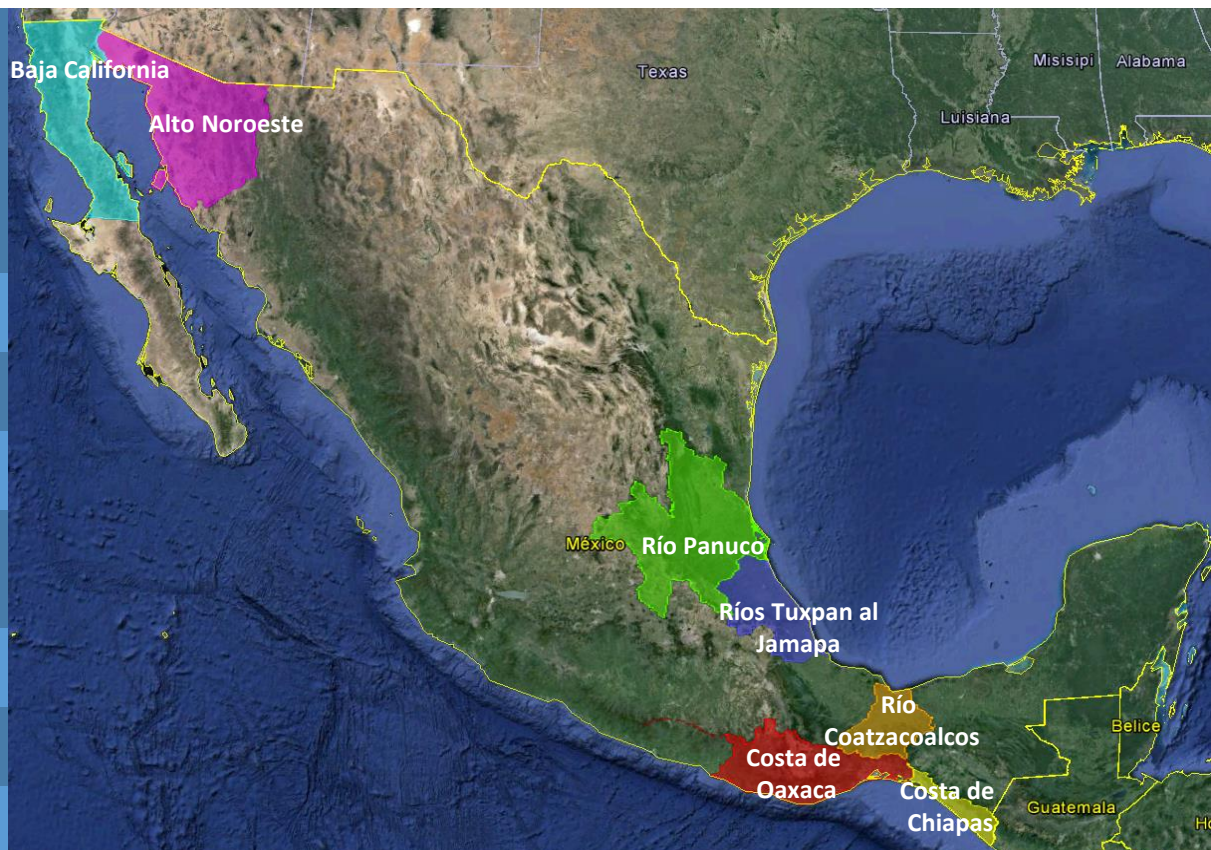 Texas
Misisipi
Alabama
Baja California
Luisiana
Alto Noroeste
México
Río Panuco
Ríos Tuxpan al
Jamapa
Río
Coatzacoalcos
Belice
Costa de
Oaxaca
Costa de
Chiapas
Guatemala
Ho